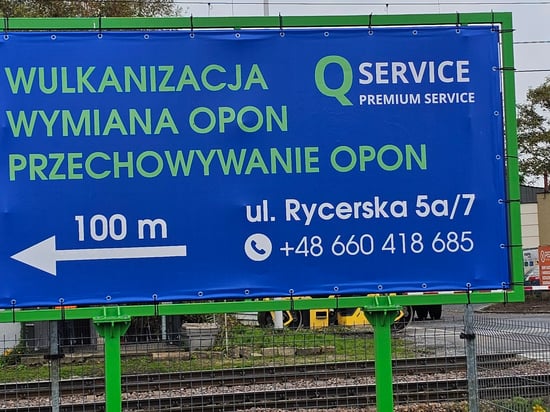 WULKANIZACJA
WYMIANA OPON
PRZECHOWYWANIE OPON
Q SERVICE
PREMIUM SERVICE
100 m
ul. Rycerska 5a/7
+48 660 418 685